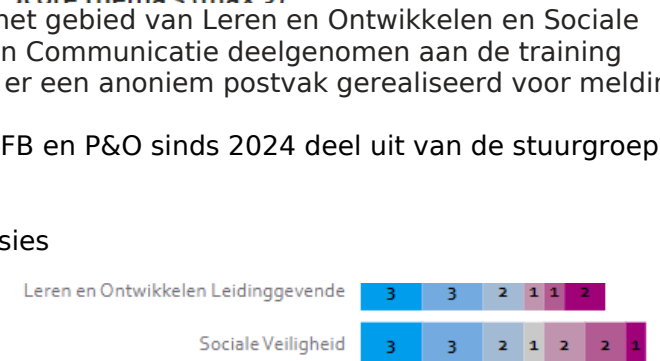 het gebied van Leren en Ontwikkelen en Sociale
n Communicatie deelgenomen aan de training
er een anoniem postvak gerealiseerd voor meldin
FB en P&O sinds 2024 deel uit van de stuurgroep
sies
Leren en Ontwikkelen Leidinggevende 3 3 2 1 1 2
Sociale Veiligheid 3 3 2 1 2 2 1